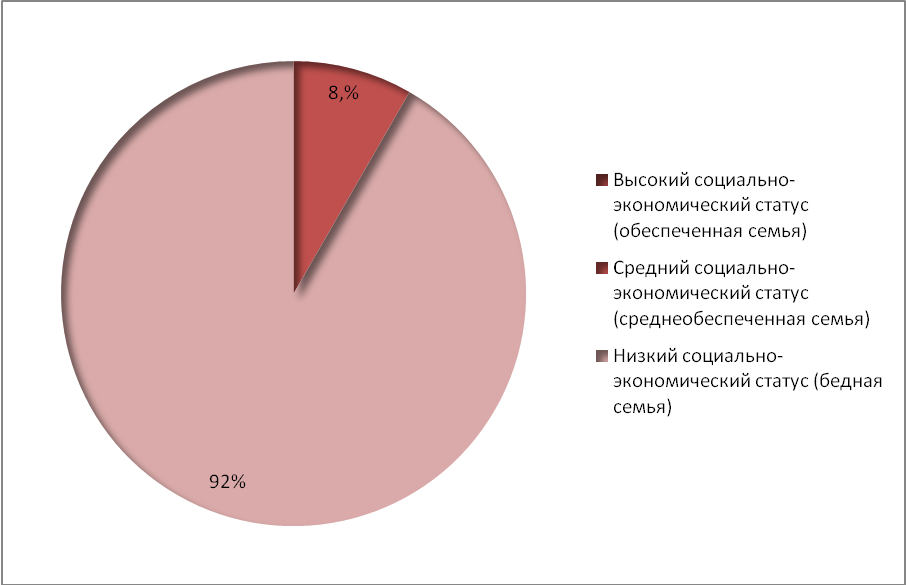 8,%
92%
Высокий социально-
экономический статус
(обеспеченная семья)
Средний социально-
экономический статус
(среднеобеспеченная семья)
Низкий социально-
экономический статус (бедная
семья)